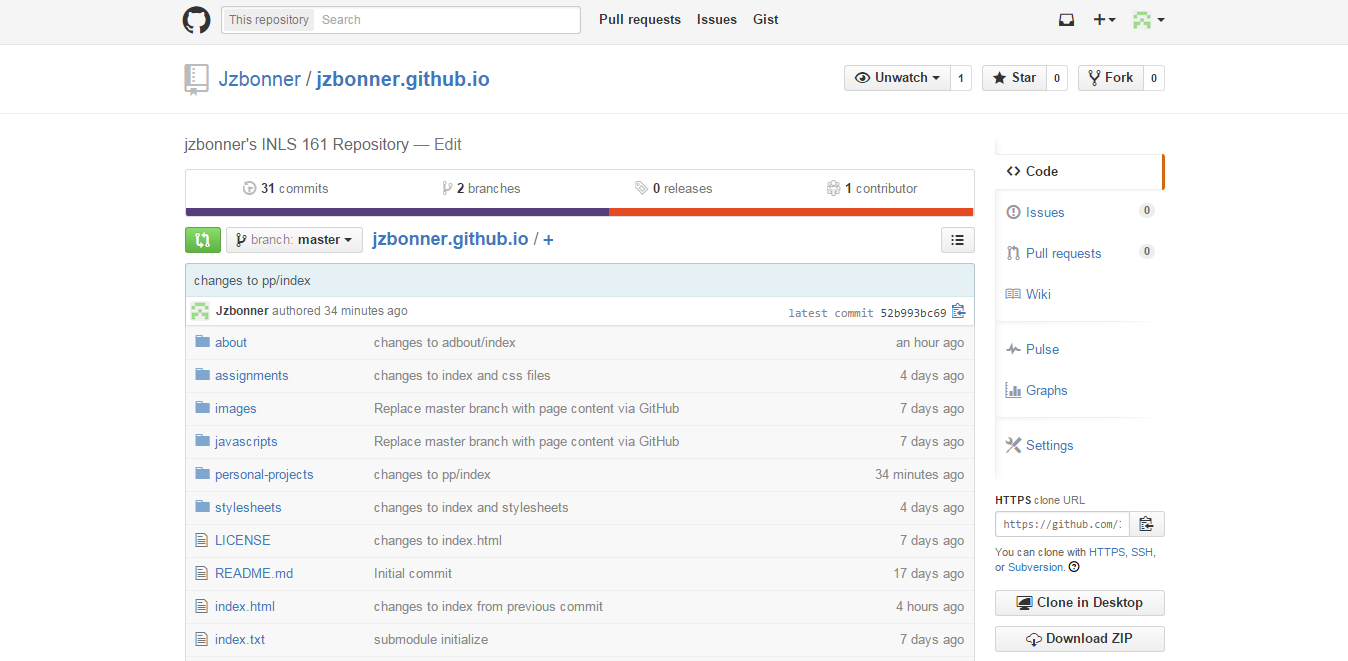 This repository Search Pull requests Issues Gist
Jzbonner / jzbonner.github.io Unwatch 1 Star 0 Fork 0
jzbonner's INLS 161 Repository — Edit
31 commits 2 branches 0 releases 1 contributor
branch: master jzbonner.github.io / +
changes to pp/index
Jzbonner authored 34 minutes ago latest commit 52b993bc69
about changes to adbout/index an hour ago
assignments changes to index and css files 4 days ago
images Replace master branch with page content via GitHub 7 days ago
javascripts Replace master branch with page content via GitHub 7 days ago
personal-projects changes to pp/index 34 minutes ago
stylesheets changes to index and stylesheets 4 days ago
LICENSE changes to index.html 7 days ago
README.md Initial commit 17 days ago
index.html changes to index from previous commit 4 hours ago
index.txt submodule initialize 7 days ago
Code
Issues 0
Pull requests 0
Wiki
Pulse
Graphs
Settings
HTTPS clone URL
https://github.com/
You can clone with HTTPS, SSH,
or Subversion.
Clone in Desktop
Download ZIP